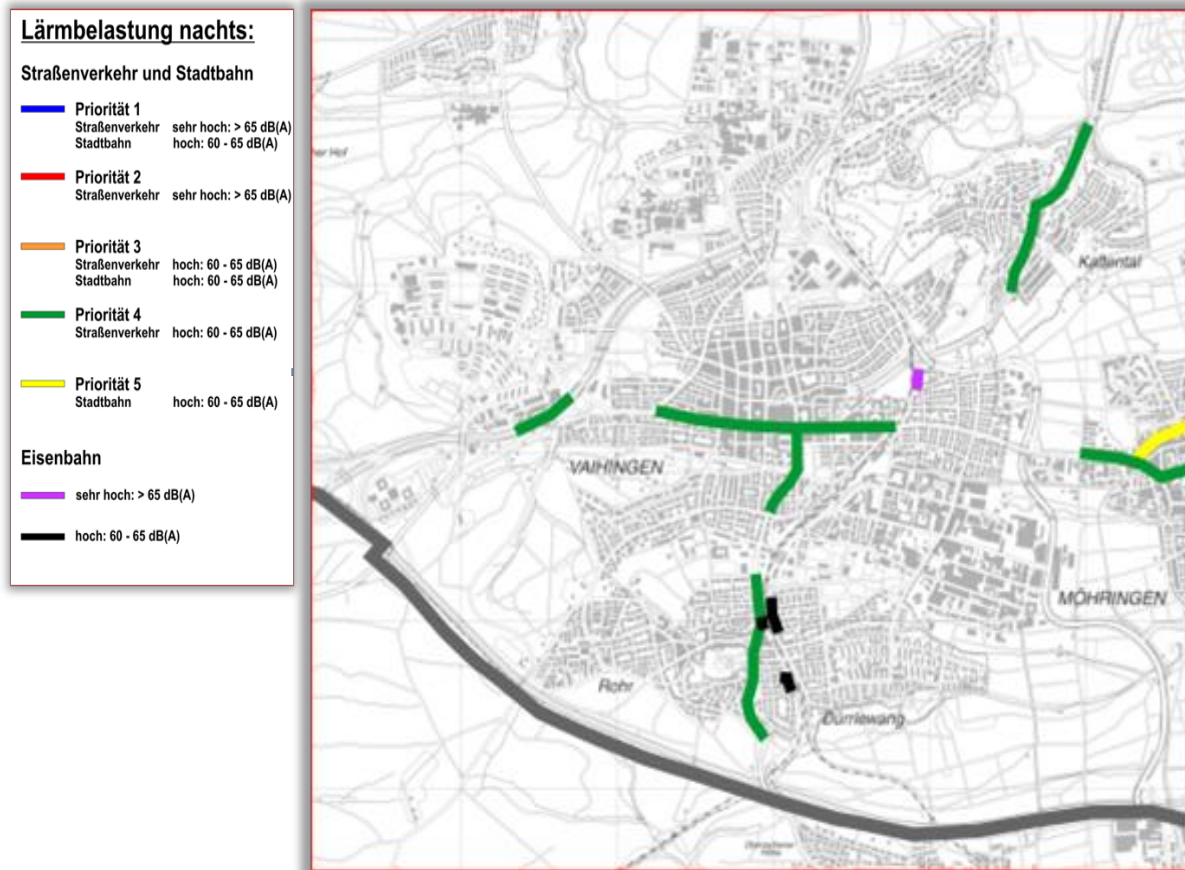 Lärmbelastung nachts:
Straßenverkehr und Stadtbahn
Priorität 1
Straßenverkehr sehr hoch: > 65 dB(A)
Stadtbahn hoch: 60 - 65 dB(A)
Priorität 2
Straßenverkehr sehr hoch: > 65 dB(A)
Priorität 3
Straßenverkehr hoch: 60 - 65 dB(A)
Stadtbahn hoch: 60 - 65 dB(A)
Priorität 4
Straßenverkehr hoch: 60 - 65 dB(A)
Priorität 5
Stadtbahn hoch: 60 - 65 dB(A)
Eisenbahn
sehr hoch: > 65 dB(A)
hoch: 60 - 65 dB(A)
Hof
Kaltental
VAIHINGEN
MÖHRINGEN
Rohr
Dürrlewang